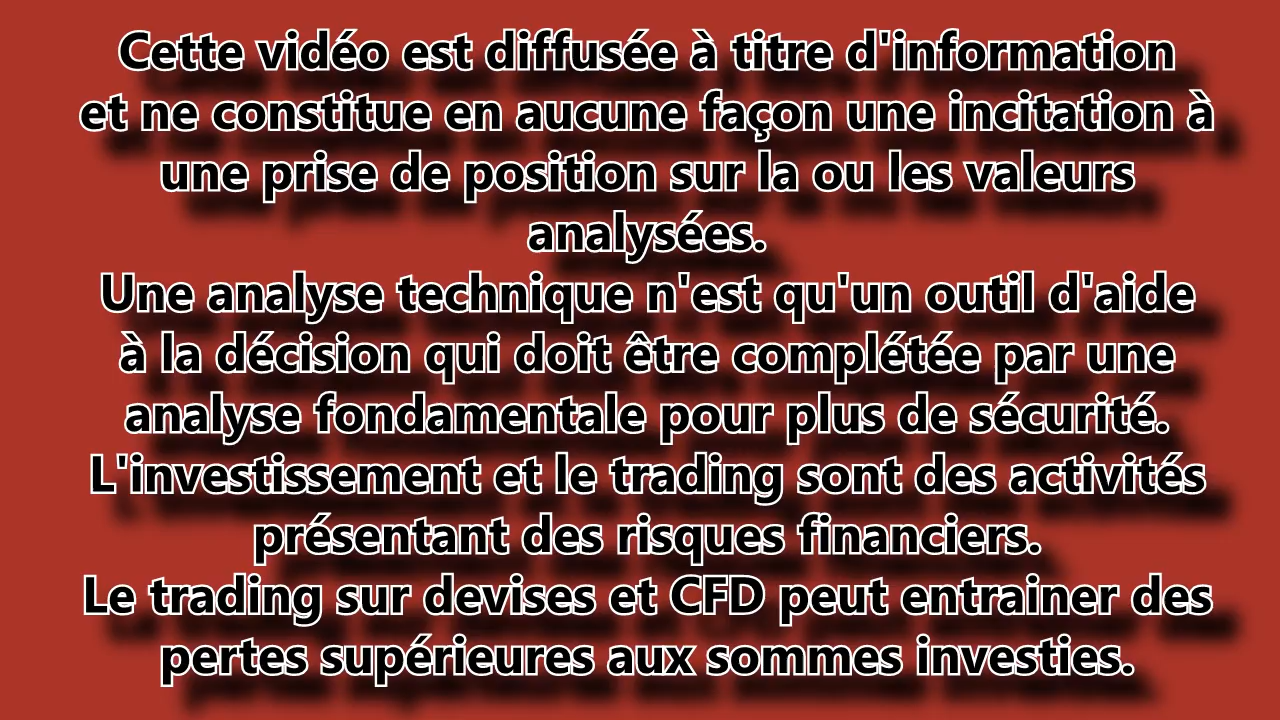 Cette vidéo est diffusée à titre d'information
et ne constitue en aucune façon une incitation à
une prise de position sur la ou les valeurs
analysées.
Une analyse technique n'est qu'un outil d'aide
à la décision qui doit être complétée par une
analyse fondamentale pour plus de sécurité.
L'investissement et le trading sont des activités
présentant des risques financiers.
Le trading sur devises et CFD peut entrainer des
pertes supérieures aux sommes investies.